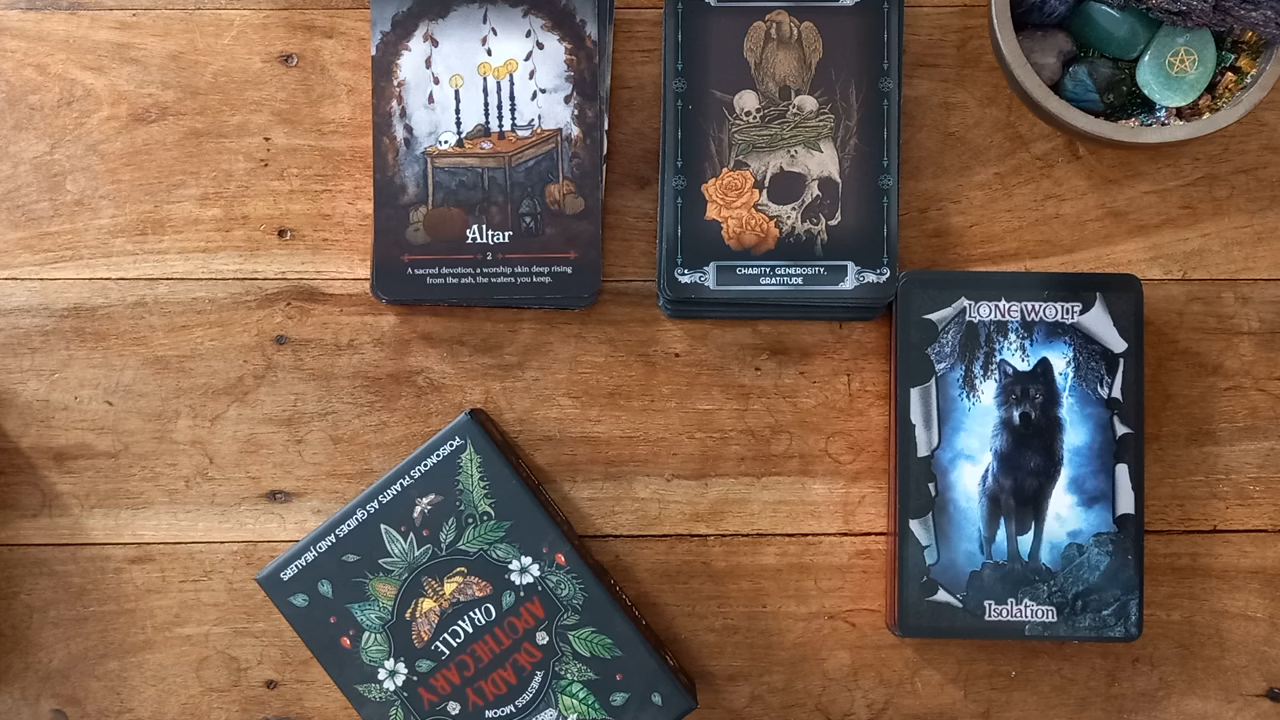 Altar
2
A sacred devotion, a worship skin deep rising
from the ash, the waters you keep.
CHARITY, GENEROSITY,
GRATITUDE
LONE WOLF
Isolation
POISONOUS PLANTS AS GUIDES AND HEALERS
DEADLY
APOTHECARY
ORACLE
PRIESTESS MOON